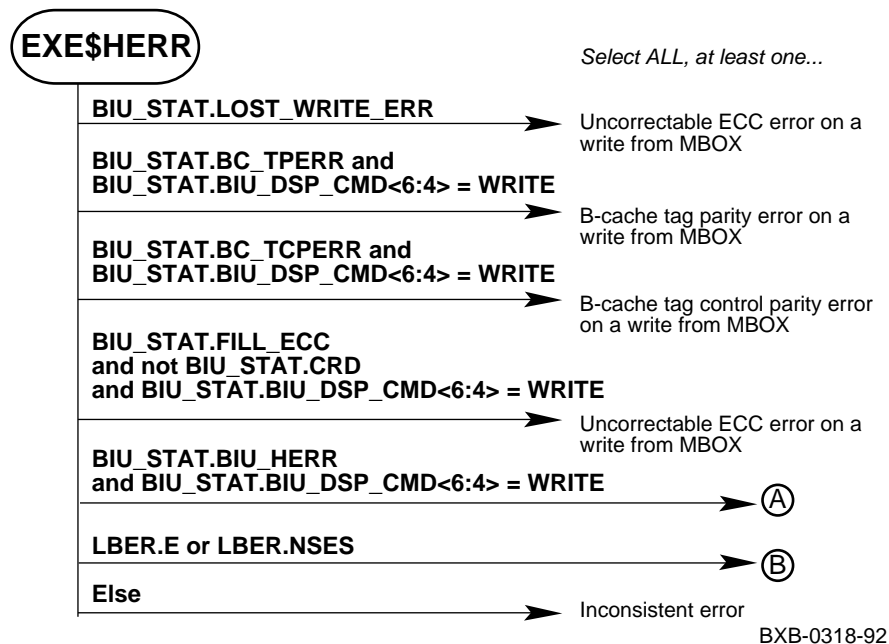 EXE$HERR
Select ALL, at least one...
BIU_STAT.LOST_WRITE_ERR
Uncorrectable ECC error on a
write from MBOX
BIU_STAT.BC_TPERR and
BIU_STAT.BIU_DSP_CMD<6:4> = WRITE
B-cache tag parity error on a
write from MBOX
BIU_STAT.BC_TCPERR and
BIU_STAT.BIU_DSP_CMD<6:4> = WRITE
B-cache tag control parity error
on a write from MBOX
BIU_STAT.FILL_ECC
and not BIU_STAT.CRD
and BIU_STAT.BIU_DSP_CMD<6:4> = WRITE
Uncorrectable ECC error on a
write from MBOX
BIU_STAT.BIU_HERR
and BIU_STAT.BIU_DSP_CMD<6:4> = WRITE
A
LBER.E or LBER.NSES
B
Else
Inconsistent error
BXB-0318-92